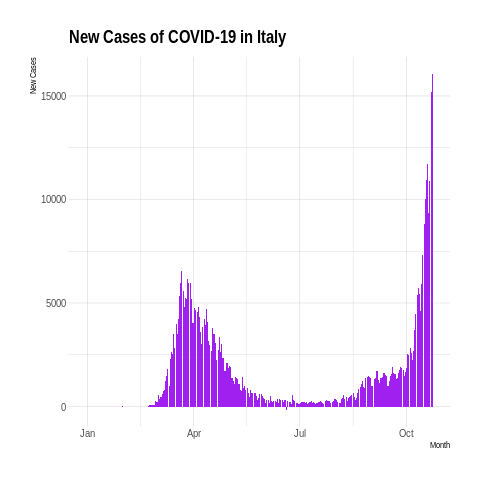 New Cases of COVID-19 in Italy
New Cases
15000
10000
5000
0
Jan Apr Jul Oct
Month